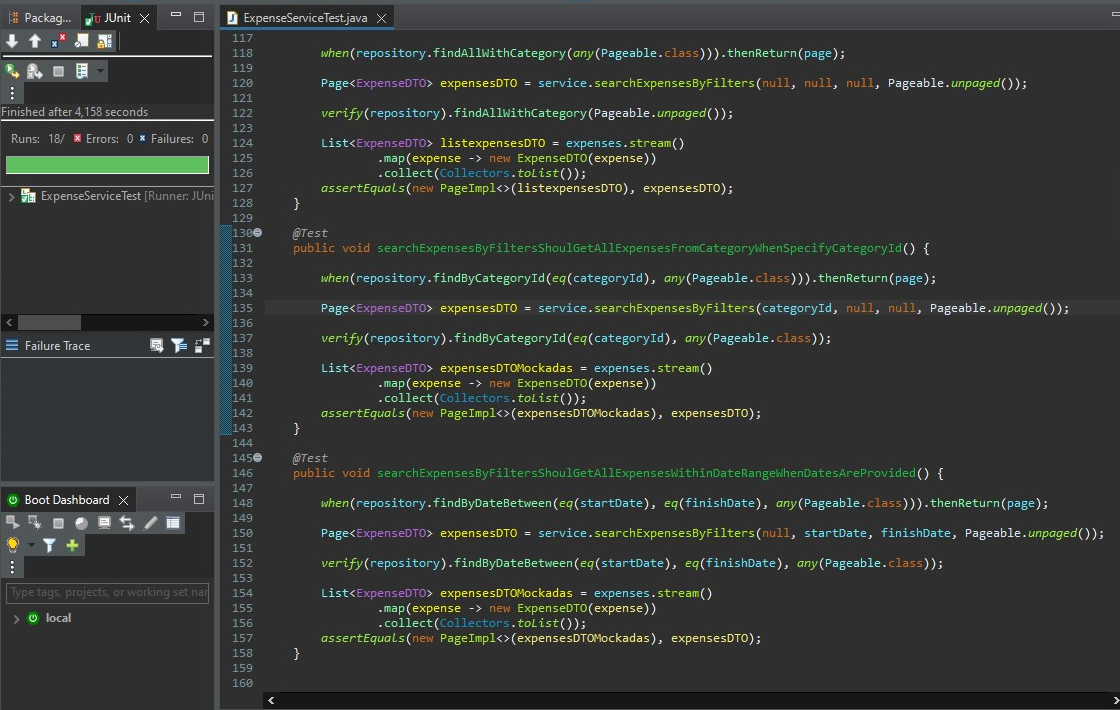 Packag...
JUnit
Finished after 4,158 seconds
Runs: 18/ Errors: 0 Failures: 0
ExpenseServiceTest [Runner: JUni
Failure Trace
Boot Dashboard
Type tags, projects, or working set nar
local
ExpenseServiceTest.java
117
118 when(repository.findAllWithCategory(any(Pageable.class))).thenReturn(page);
119
120 Page<ExpenseDTO> expensesDTO = service.searchExpensesByFilters(null, null, null, Pageable.unpaged());
121
122 verify(repository).findAllWithCategory(Pageable.unpaged());
123
124 List<ExpenseDTO> listexpensesDTO = expenses.stream()
125 .map(expense -> new ExpenseDTO(expense))
126 .collect(Collectors.toList());
127 assertEquals(new PageImpl<>(listexpensesDTO), expensesDTO);
128 }
129
130 @Test
131 public void searchExpensesByFiltersShoulGetAllExpensesFromCategoryWhenSpecifyCategoryId() {
132
133 when(repository.findByCategoryId(eq(categoryId), any(Pageable.class))).thenReturn(page);
134
135 Page<ExpenseDTO> expensesDTO = service.searchExpensesByFilters(categoryId, null, null, Pageable.unpaged());
136
137 verify(repository).findByCategoryId(eq(categoryId), any(Pageable.class));
138
139 List<ExpenseDTO> expensesDTOMockadas = expenses.stream()
140 .map(expense -> new ExpenseDTO(expense))
141 .collect(Collectors.toList());
142 assertEquals(new PageImpl<>(expensesDTOMockadas), expensesDTO);
143 }
144
145 @Test
146 public void searchExpensesByFiltersShoulGetAllExpensesWithinDateRangeWhenDatesAreProvided() {
147
148 when(repository.findByDateBetween(eq(startDate), eq(finishDate), any(Pageable.class))).thenReturn(page);
149
150 Page<ExpenseDTO> expensesDTO = service.searchExpensesByFilters(null, startDate, finishDate, Pageable.unpaged());
151
152 verify(repository).findByDateBetween(eq(startDate), eq(finishDate), any(Pageable.class));
153
154 List<ExpenseDTO> expensesDTOMockadas = expenses.stream()
155 .map(expense -> new ExpenseDTO(expense))
156 .collect(Collectors.toList());
157 assertEquals(new PageImpl<>(expensesDTOMockadas), expensesDTO);
158 }
159
160